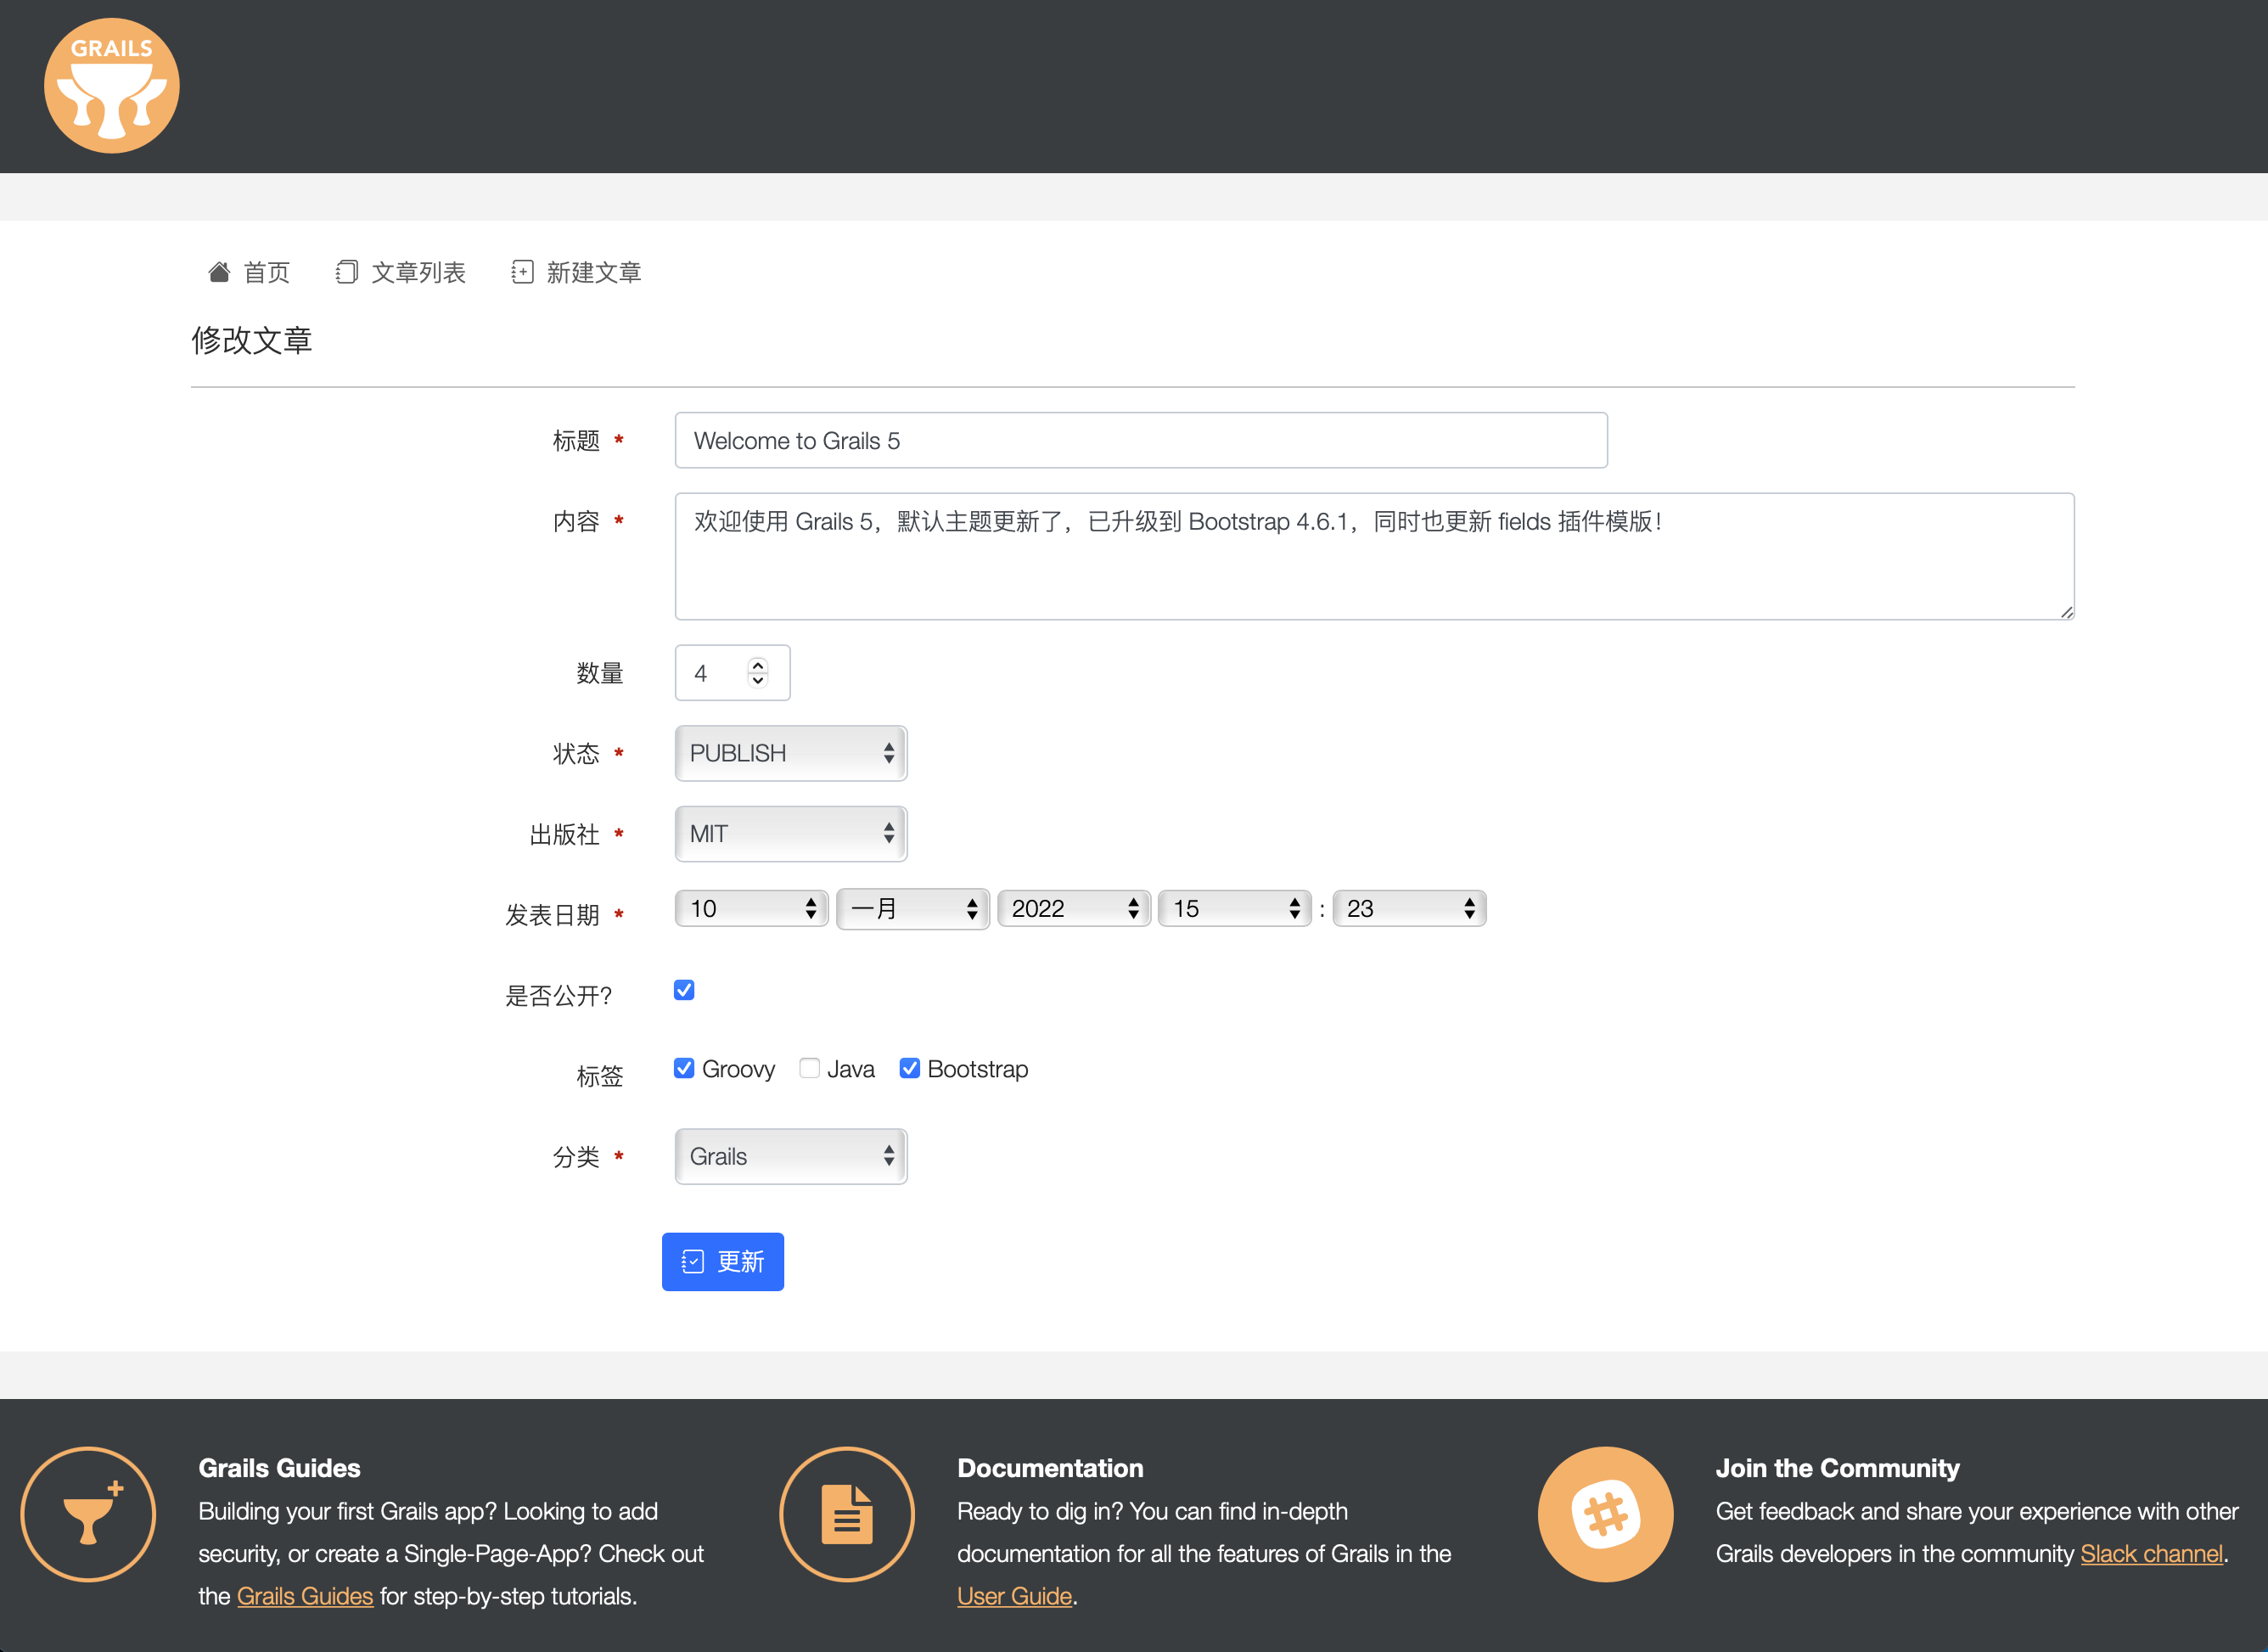 GRAILS
首页 文章列表 新建文章
修改文章
标题 * Welcome to Grails 5
内容 * 欢迎使用 Grails 5，默认主题更新了，已升级到 Bootstrap 4.6.1，同时也更新 fields 插件模版！
数量 4
状态 * PUBLISH
出版社 * MIT
发表日期 * 10 一月 2022 15 : 23
是否公开?
标签 Groovy Java Bootstrap
分类 * Grails
更新
Grails Guides
Building your first Grails app? Looking to add
security, or create a Single-Page-App? Check out
the Grails Guides for step-by-step tutorials.
Documentation
Ready to dig in? You can find in-depth
documentation for all the features of Grails in the
User Guide.
Join the Community
Get feedback and share your experience with other
Grails developers in the community Slack channel.